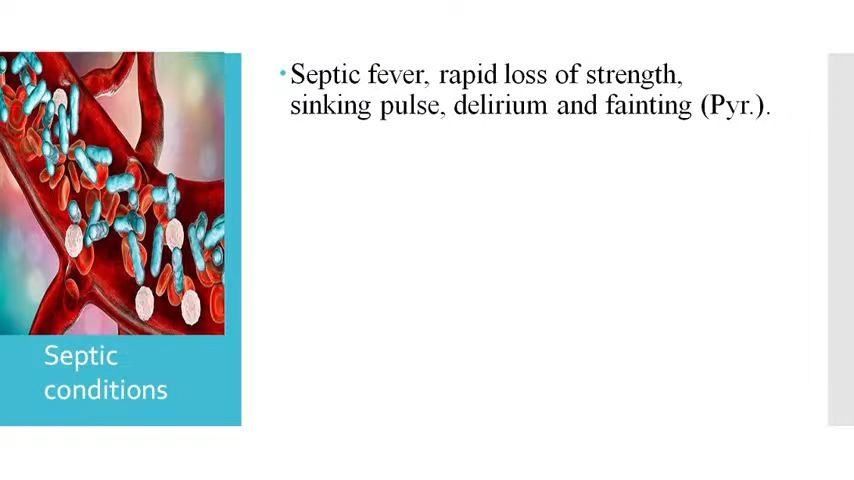 • Septic fever, rapid loss of strength,
sinking pulse, delirium and fainting (Pyr.).
Septic
conditions